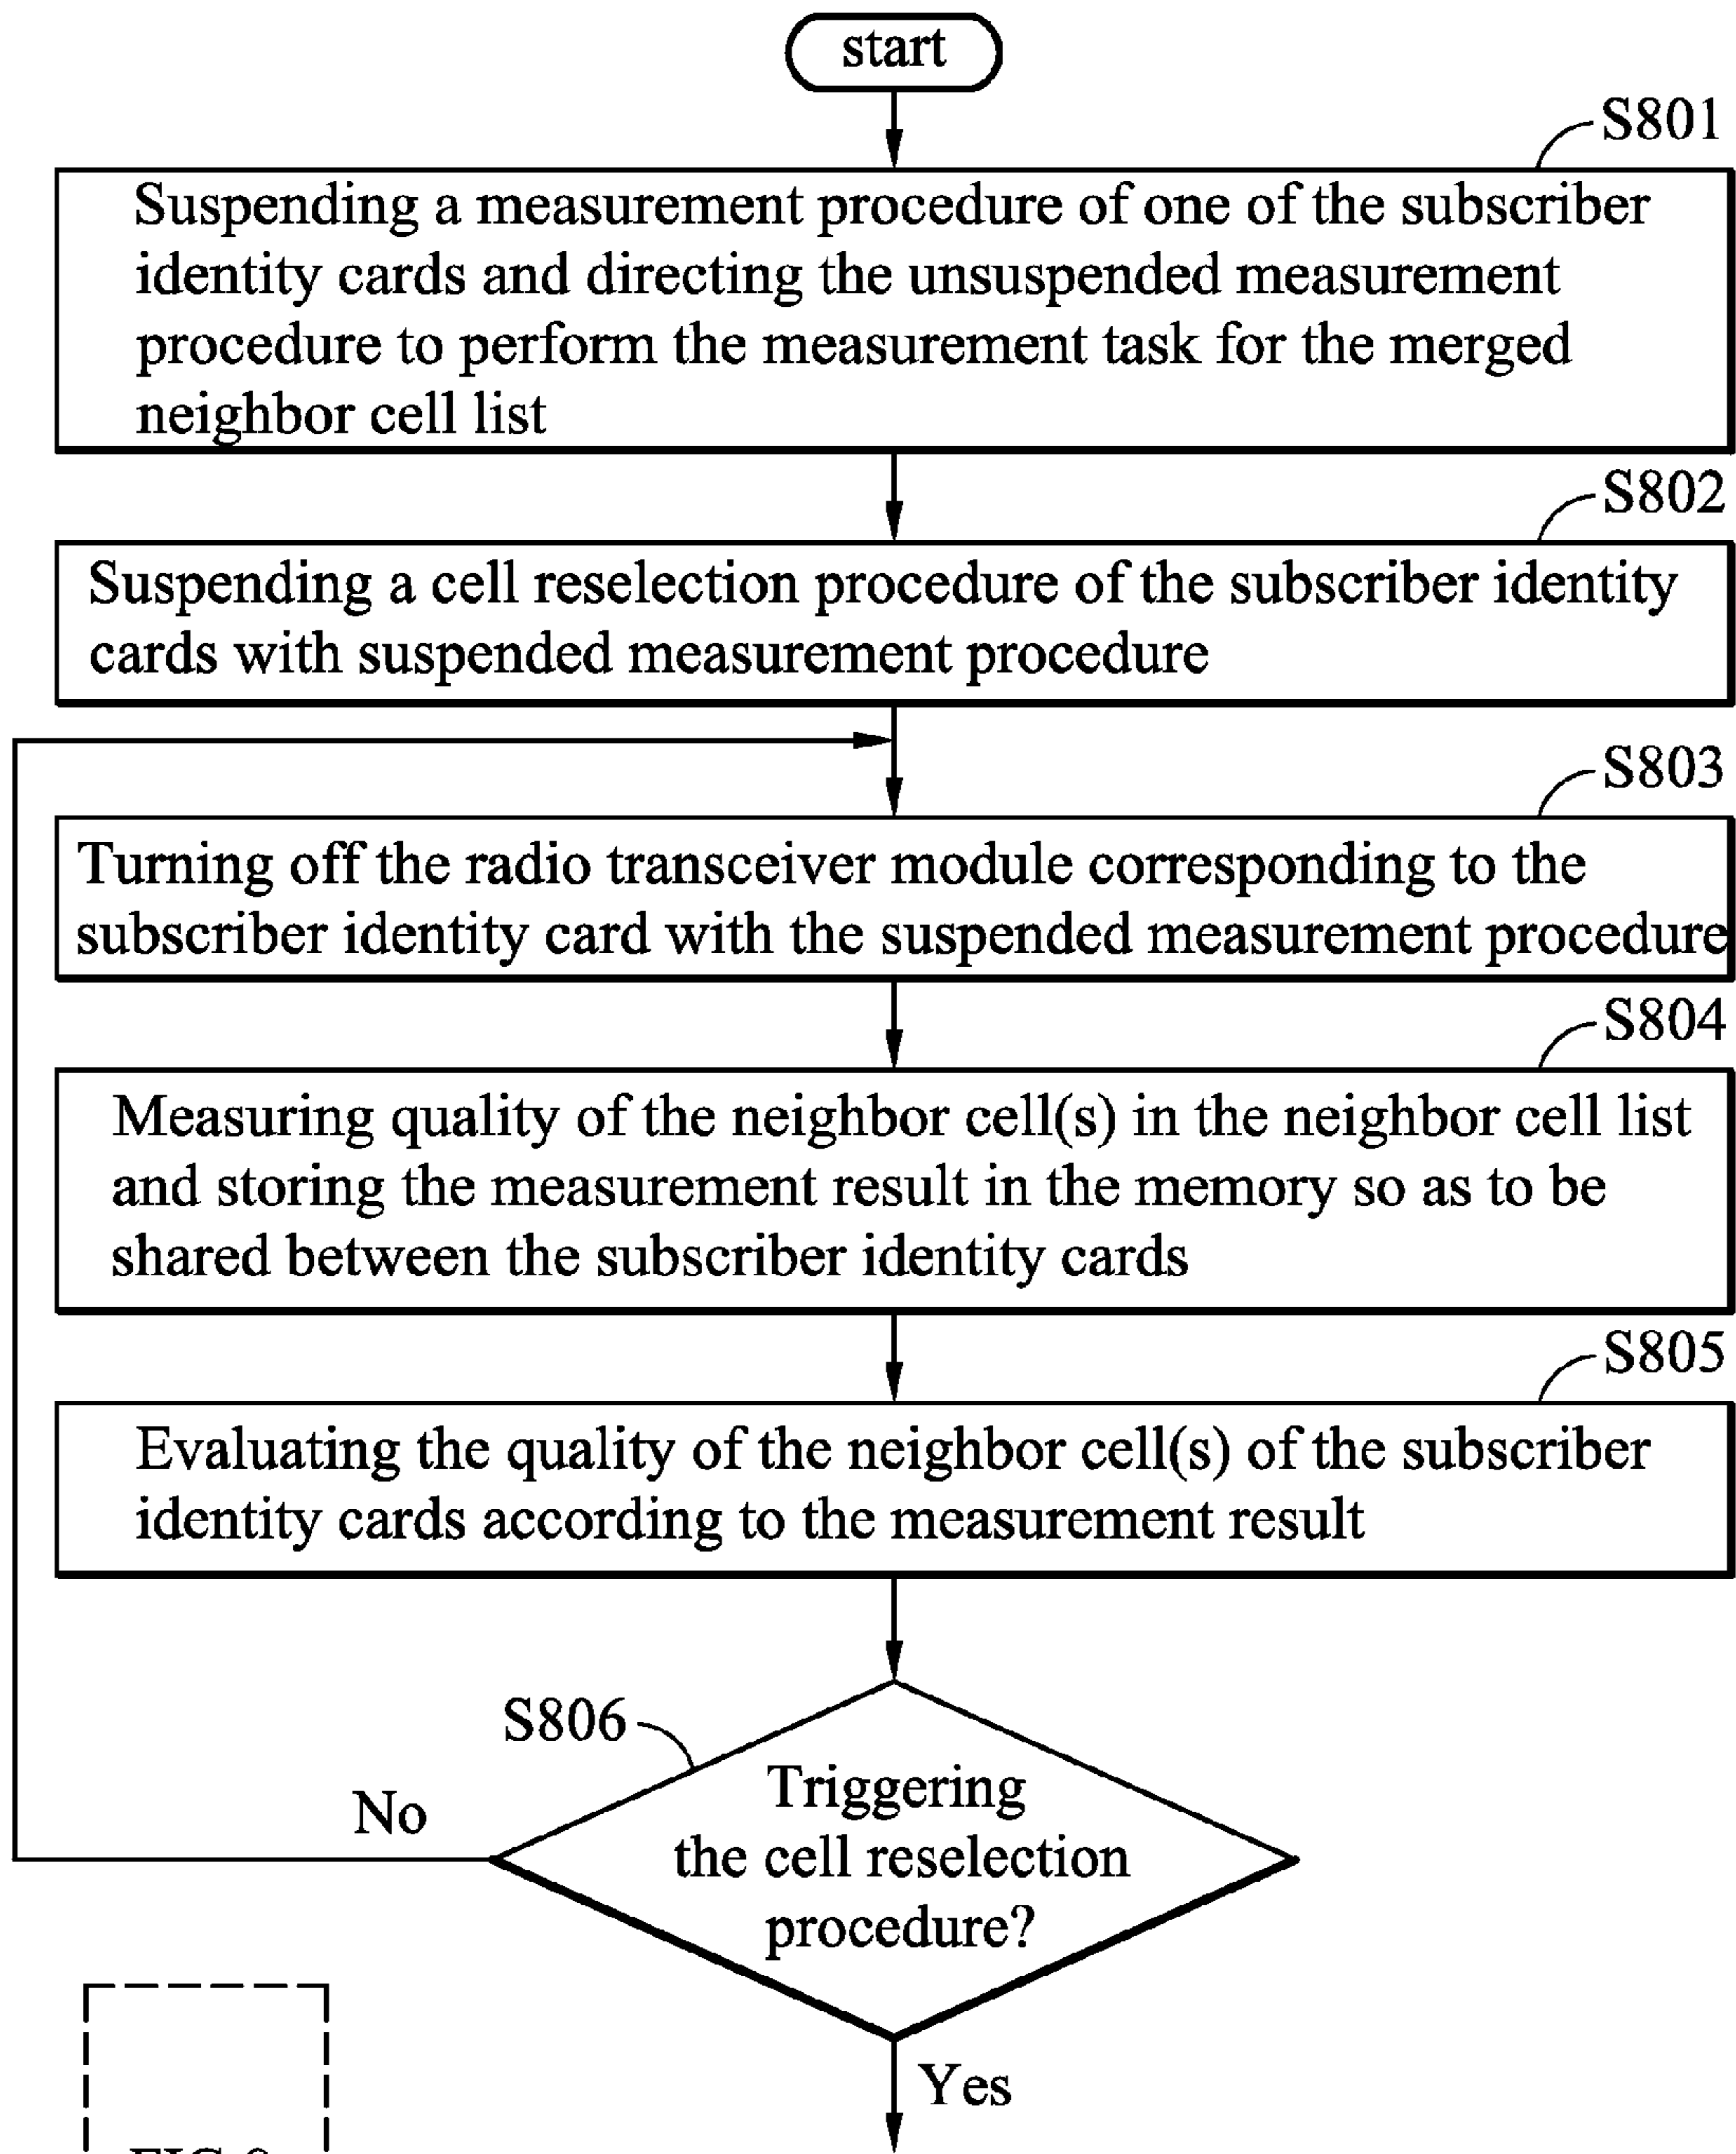 start
S801
Suspending a measurement procedure of one of the subscriber
identity cards and directing the unsuspended measurement
procedure to perform the measurement task for the merged
neighbor cell list
S802
Suspending a cell reselection procedure of the subscriber identity
cards with suspended measurement procedure
S803
Turning off the radio transceiver module corresponding to the
subscriber identity card with the suspended measurement procedure
S804
Measuring quality of the neighbor cell(s) in the neighbor cell list
and storing the measurement result in the memory so as to be
shared between the subscriber identity cards
S805
Evaluating the quality of the neighbor cell(s) of the subscriber
identity cards according to the measurement result
S806
Triggering
the cell reselection
procedure?
No
Yes